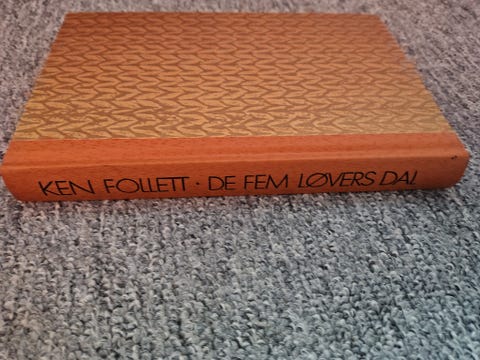 KEN FOLLETT · DE FEM LØVERS DAL